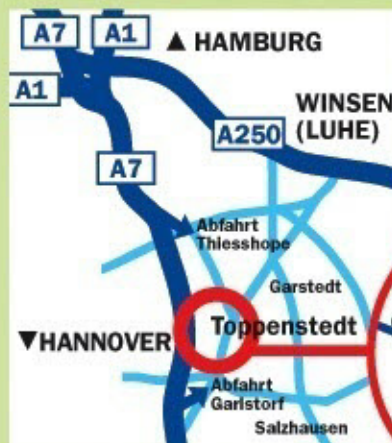 A7
A1
▲ HAMBURG
A1
WINSEN
(LUHE)
A250
A7
Abfahrt
Thiesshope
Garstedt
Toppenstedt
▼HANNOVER
Abfahrt
Garlstorf
Salzhausen